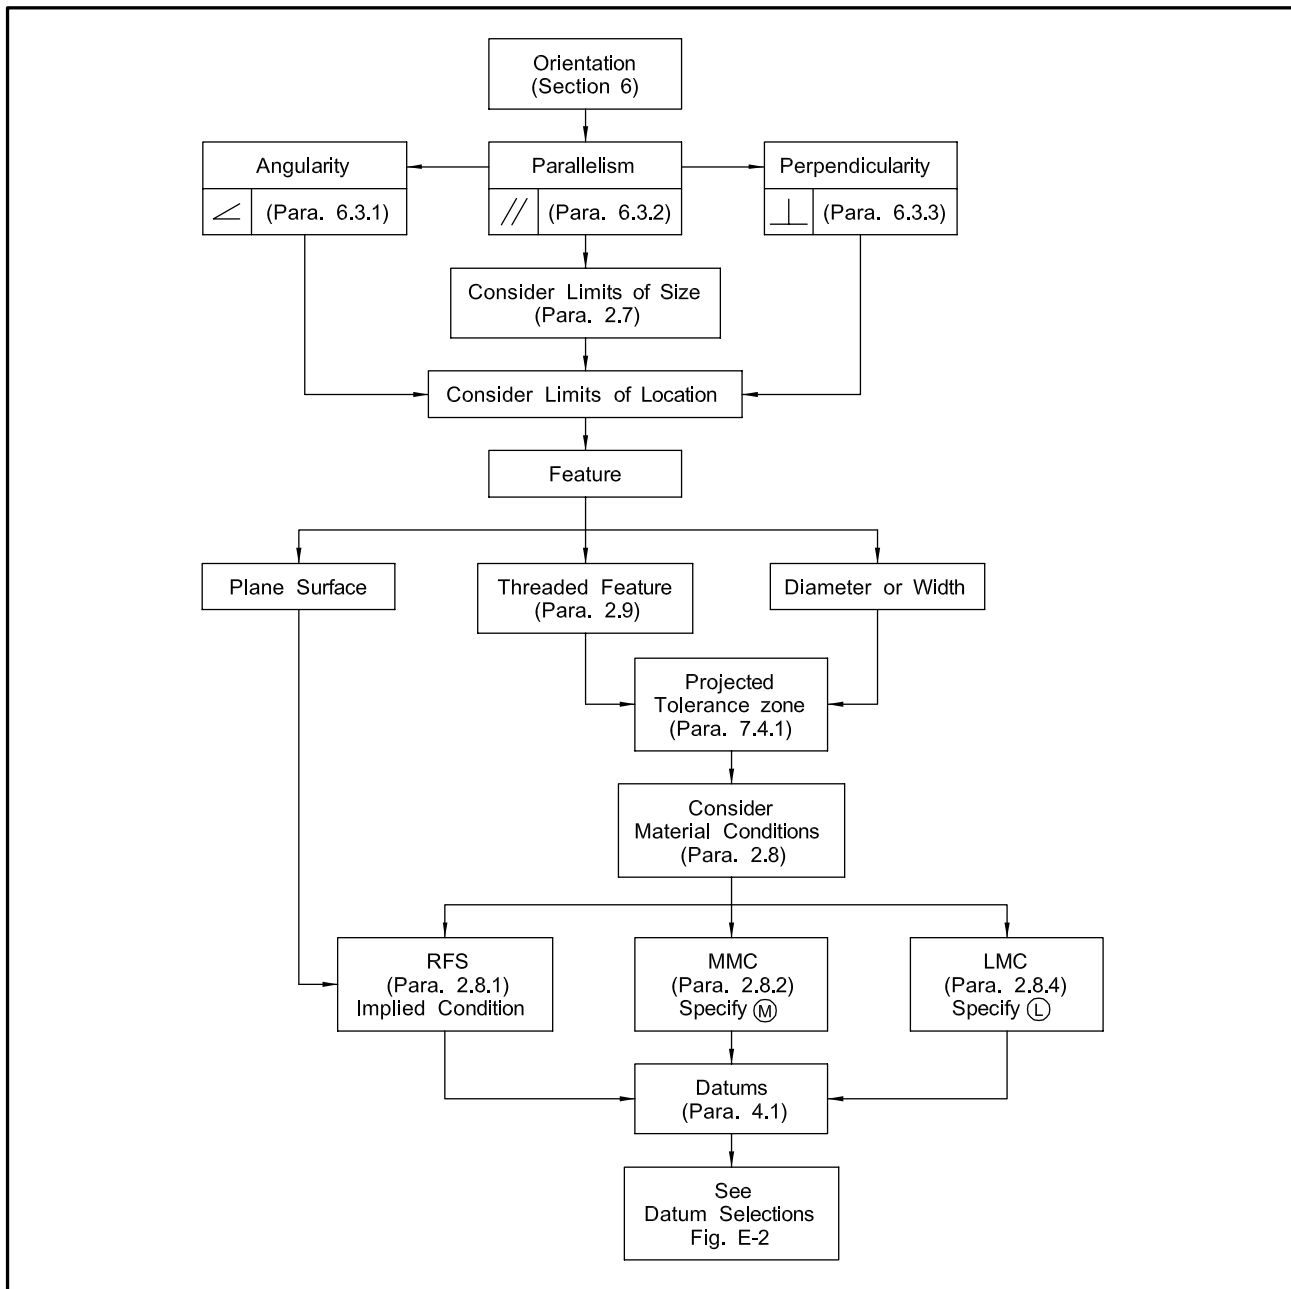 Orientation
(Section 6)
Angularity
(Para. 6.3.1)
Parallelism
(Para. 6.3.2)
Perpendicularity
(Para. 6.3.3)
Consider Limits of Size
(Para. 2.7)
Consider Limits of Location
Feature
Plane Surface
Threaded Feature
(Para. 2.9)
Diameter or Width
Projected
Tolerance zone
(Para. 7.4.1)
Consider
Material Conditions
(Para. 2.8)
RFS
(Para. 2.8.1)
Implied Condition
MMC
(Para. 2.8.2)
Specify Ⓜ
LMC
(Para. 2.8.4)
Specify Ⓛ
Datums
(Para. 4.1)
See
Datum Selections
Fig. E-2